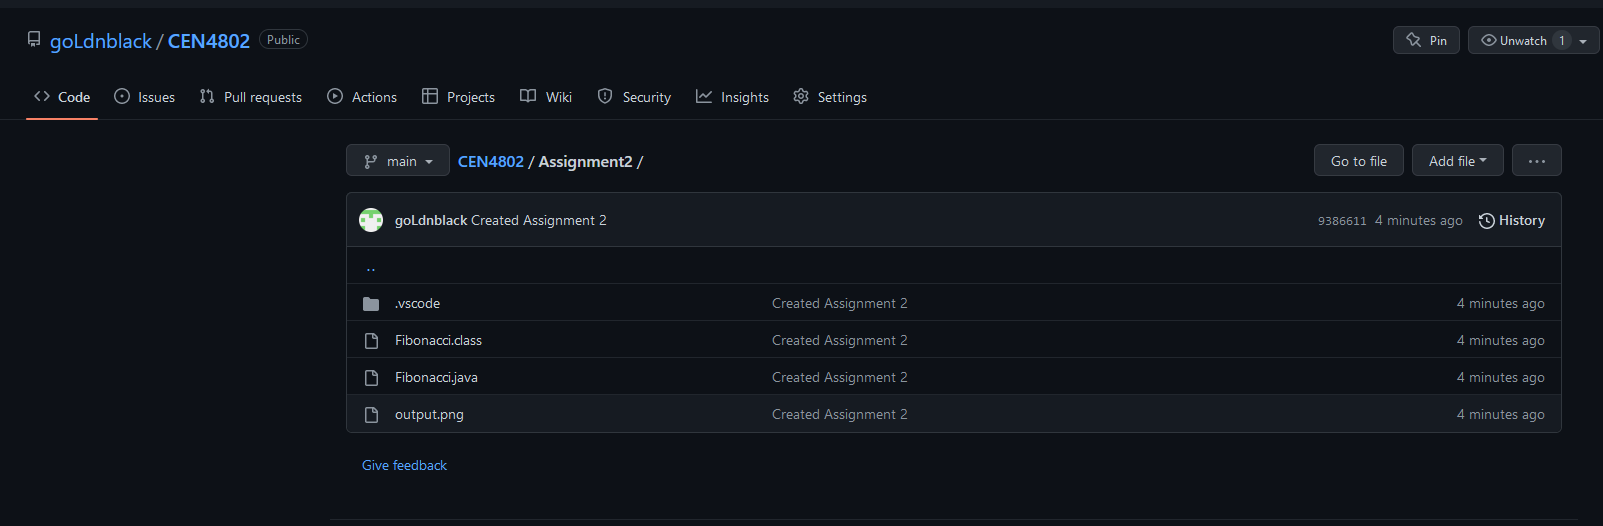 goLdnblack / CEN4802 Public
Pin
Unwatch 1
Code Issues Pull requests Actions Projects Wiki Security Insights Settings
main CEN4802 / Assignment2 / Go to file Add file ...
goLdnblack Created Assignment 2 9386611 4 minutes ago History
..
.vscode Created Assignment 2 4 minutes ago
Fibonacci.class Created Assignment 2 4 minutes ago
Fibonacci.java Created Assignment 2 4 minutes ago
output.png Created Assignment 2 4 minutes ago
Give feedback